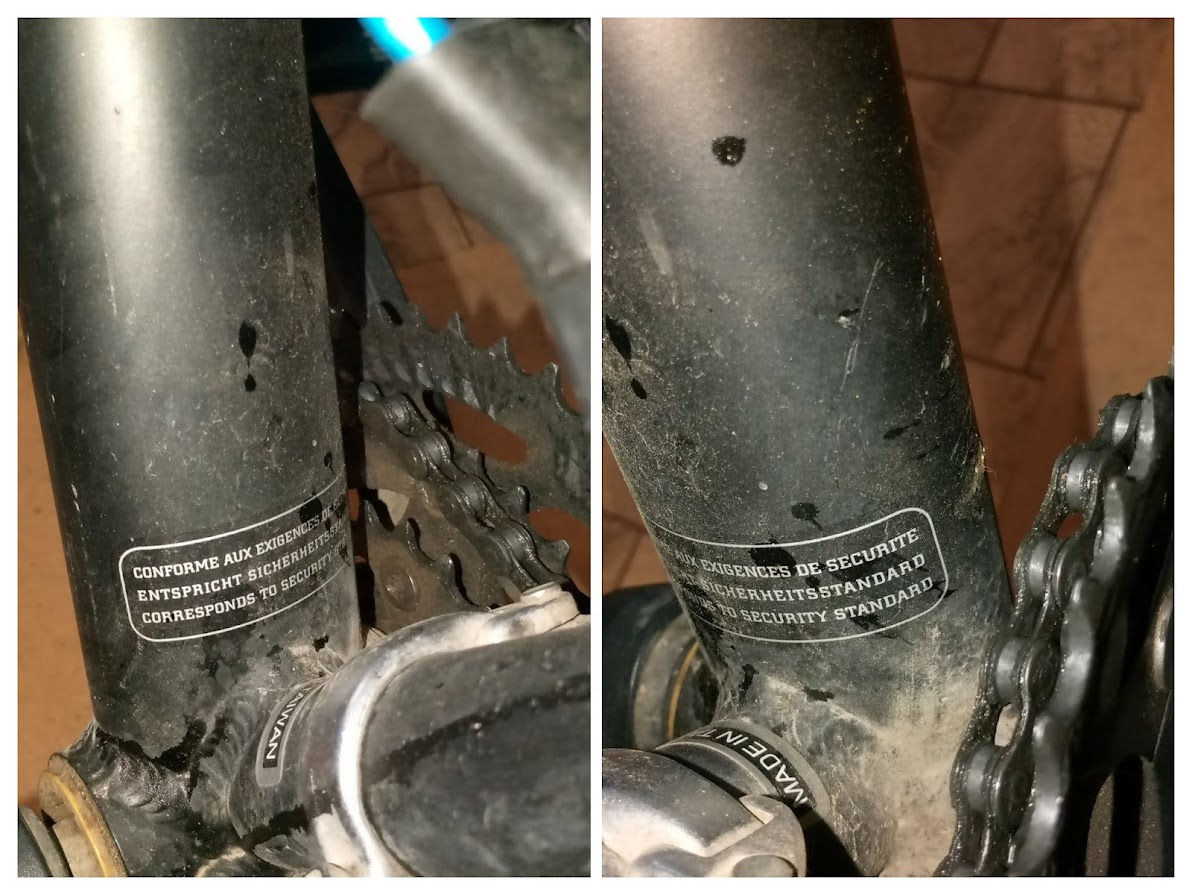 CONFORME AUX EXIGENCES DE
ENTSPRICHT SICHERHEITSSTA
CORRESPONDS TO SECURITY
TAIWAN
AUX EXIGENCES DE SECURITE
SICHERHEITSSTANDARD
TO SECURITY STANDARD
MADE IN